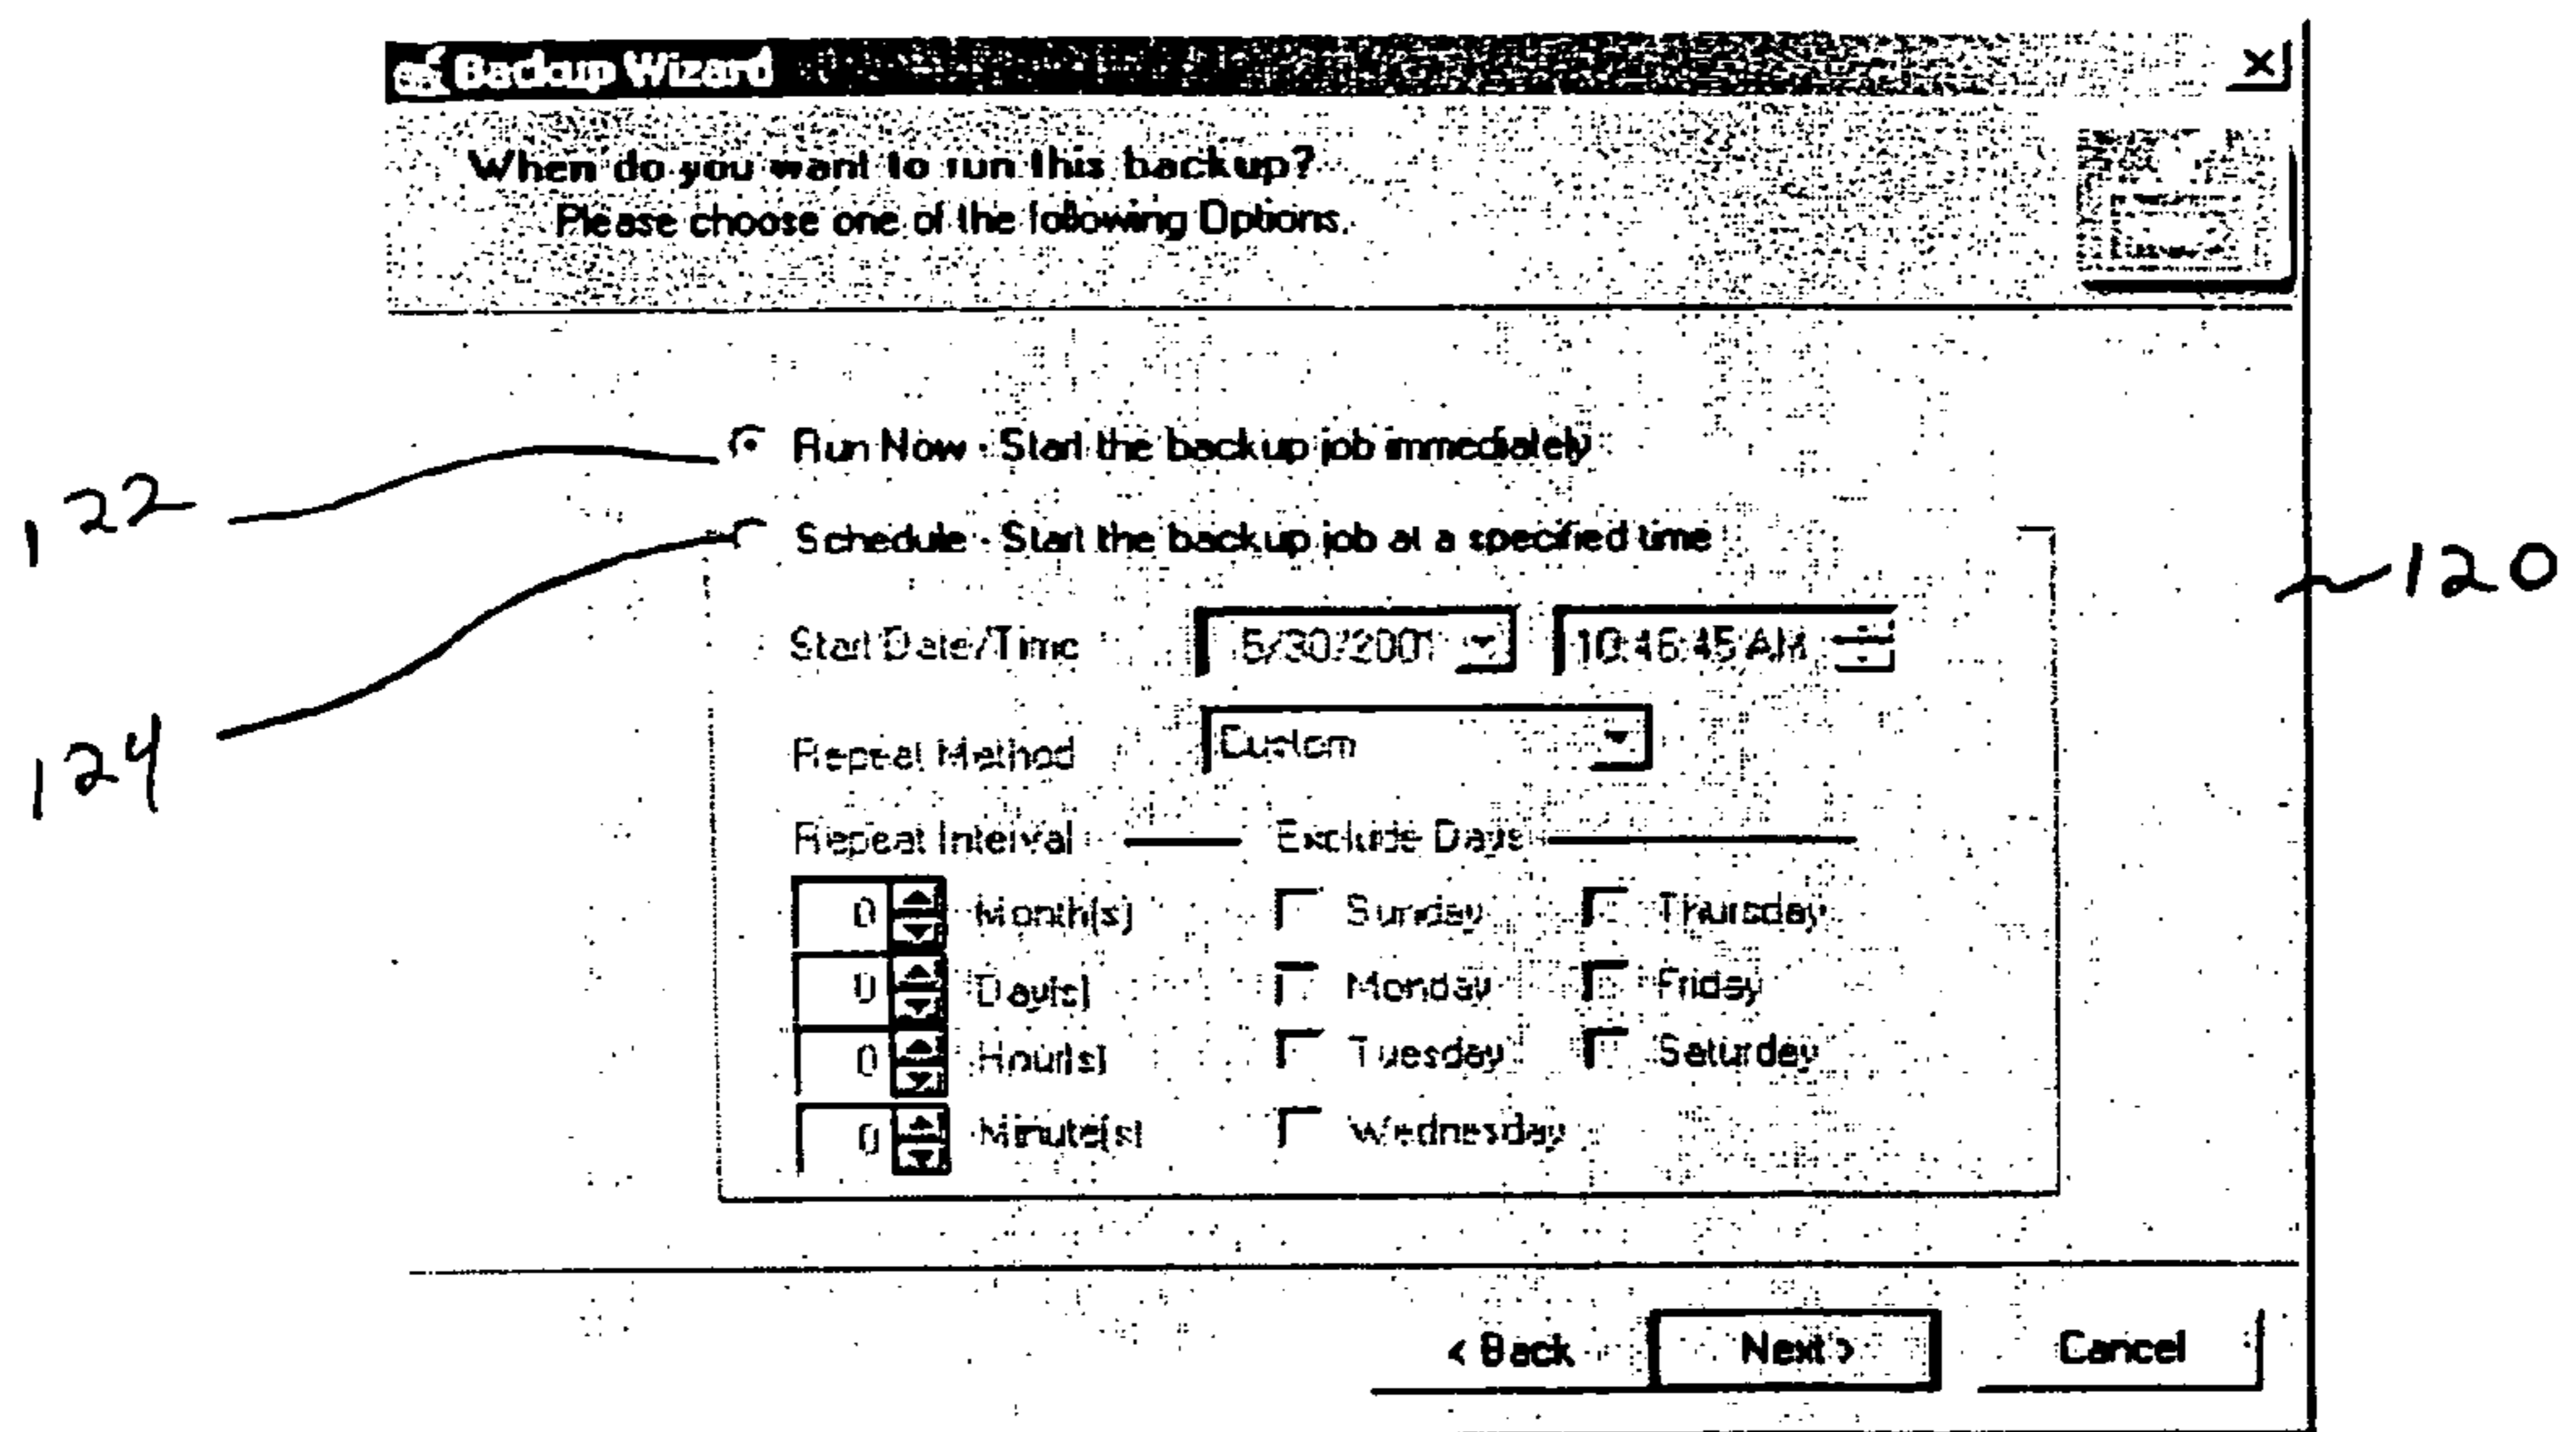 Backup Wizard
When do you want to run this backup?
Please choose one of the following Options.
122
Run Now - Start the backup job immediately
124
Schedule - Start the backup job at a specified time
120
Start Date/Time 5/30/2001 10:46:45 AM
Repeat Method Custom
Repeat Interval Exclude Days
0 Month(s) Sunday Thursday
0 Day(s) Monday Friday
0 Hour(s) Tuesday Saturday
0 Minute(s) Wednesday
< Back Next > Cancel